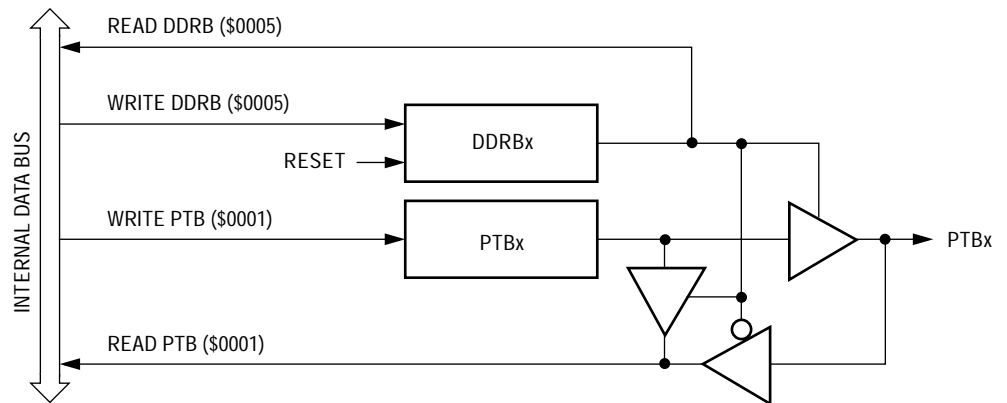 READ DDRB ($0005)
WRITE DDRB ($0005)
DDRBx
RESET
WRITE PTB ($0001)
PTBx
PTBx
READ PTB ($0001)
INTERNAL DATA BUS